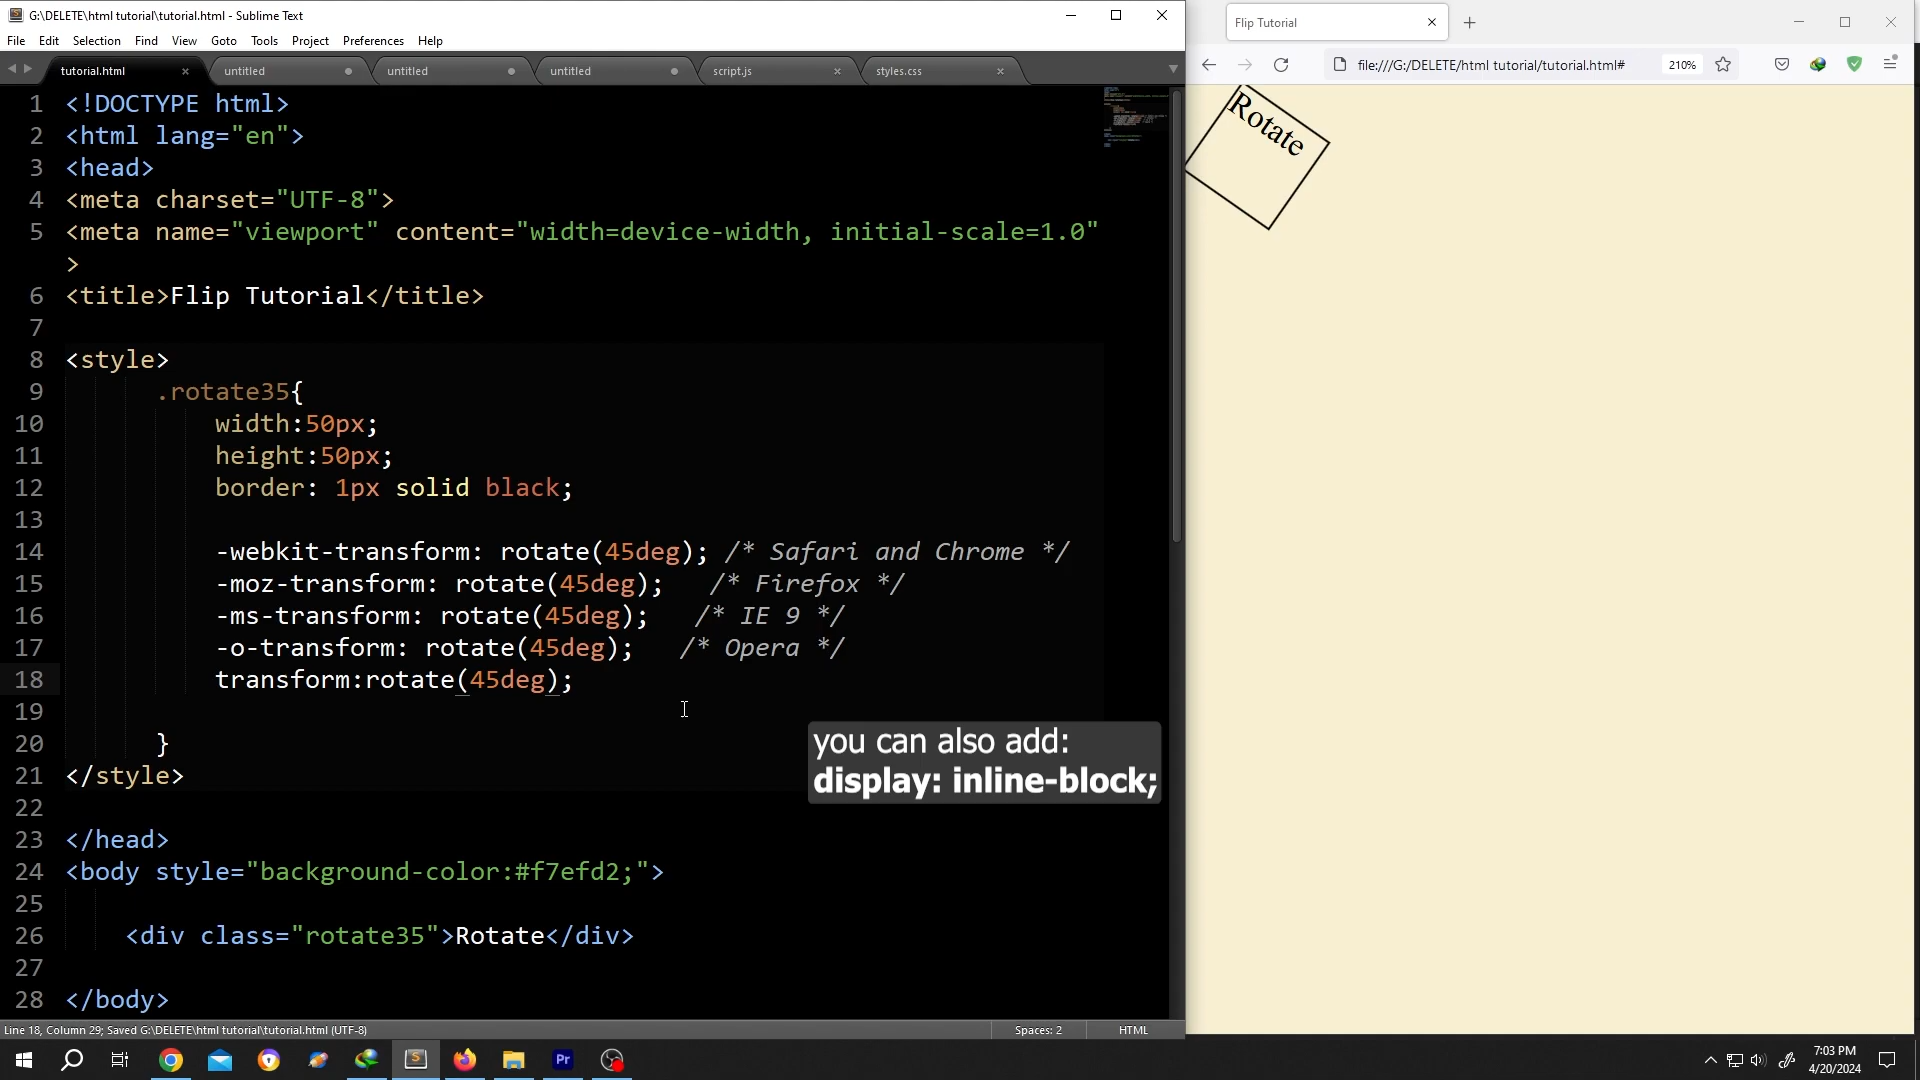 G:\DELETE\html tutorial\tutorial.html - Sublime Text
File Edit Selection Find View Goto Tools Project Preferences Help
tutorial.html untitled untitled untitled script.js styles.css
1 <!DOCTYPE html>
2 <html lang="en">
3 <head>
4 <meta charset="UTF-8">
5 <meta name="viewport" content="width=device-width, initial-scale=1.0"
>
6 <title>Flip Tutorial</title>
7
8 <style>
9 .rotate35{
10 width:50px;
11 height:50px;
12 border: 1px solid black;
13
14 -webkit-transform: rotate(45deg); /* Safari and Chrome */
15 -moz-transform: rotate(45deg); /* Firefox */
16 -ms-transform: rotate(45deg); /* IE 9 */
17 -o-transform: rotate(45deg); /* Opera */
18 transform:rotate(45deg);
19
20 }
21 </style>
22
23 </head>
24 <body style="background-color:#f7efd2;">
25
26 <div class="rotate35">Rotate</div>
27
28 </body>
you can also add:
display: inline-block;
Line 18, Column 29; Saved G:\DELETE\html tutorial\tutorial.html (UTF-8)
Spaces: 2
HTML
Flip Tutorial
file:///G:/DELETE/html tutorial/tutorial.html#
210%
Rotate
S
Pr
7:03 PM
4/20/2024